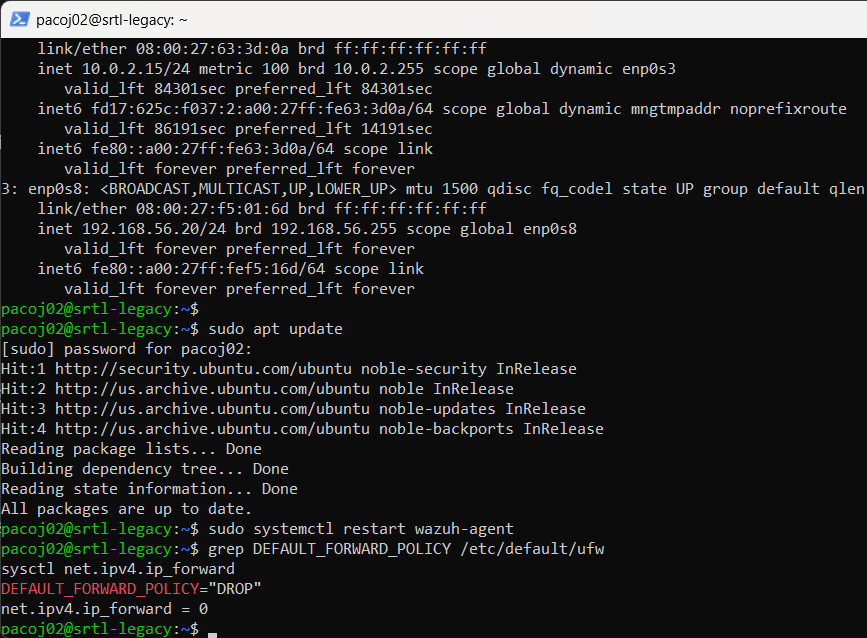 pacoj02@srtl-legacy: ~
link/ether 08:00:27:63:3d:0a brd ff:ff:ff:ff:ff:ff
inet 10.0.2.15/24 metric 100 brd 10.0.2.255 scope global dynamic enp0s3
valid_lft 84301sec preferred_lft 84301sec
inet6 fd17:625c:f037:2:a00:27ff:fe63:3d0a/64 scope global dynamic mngtmpaddr noprefixroute
valid_lft 86191sec preferred_lft 14191sec
inet6 fe80::a00:27ff:fe63:3d0a/64 scope link
valid_lft forever preferred_lft forever
3: enp0s8: <BROADCAST,MULTICAST,UP,LOWER_UP> mtu 1500 qdisc fq_codel state UP group default qlen
link/ether 08:00:27:f5:01:6d brd ff:ff:ff:ff:ff:ff
inet 192.168.56.20/24 brd 192.168.56.255 scope global enp0s8
valid_lft forever preferred_lft forever
inet6 fe80::a00:27ff:fef5:16d/64 scope link
valid_lft forever preferred_lft forever
pacoj02@srtl-legacy:~$
pacoj02@srtl-legacy:~$ sudo apt update
[sudo] password for pacoj02:
Hit:1 http://security.ubuntu.com/ubuntu noble-security InRelease
Hit:2 http://us.archive.ubuntu.com/ubuntu noble InRelease
Hit:3 http://us.archive.ubuntu.com/ubuntu noble-updates InRelease
Hit:4 http://us.archive.ubuntu.com/ubuntu noble-backports InRelease
Reading package lists... Done
Building dependency tree... Done
Reading state information... Done
All packages are up to date.
pacoj02@srtl-legacy:~$ sudo systemctl restart wazuh-agent
pacoj02@srtl-legacy:~$ grep DEFAULT_FORWARD_POLICY /etc/default/ufw
sysctl net.ipv4.ip_forward
DEFAULT_FORWARD_POLICY="DROP"
net.ipv4.ip_forward = 0
pacoj02@srtl-legacy:~$